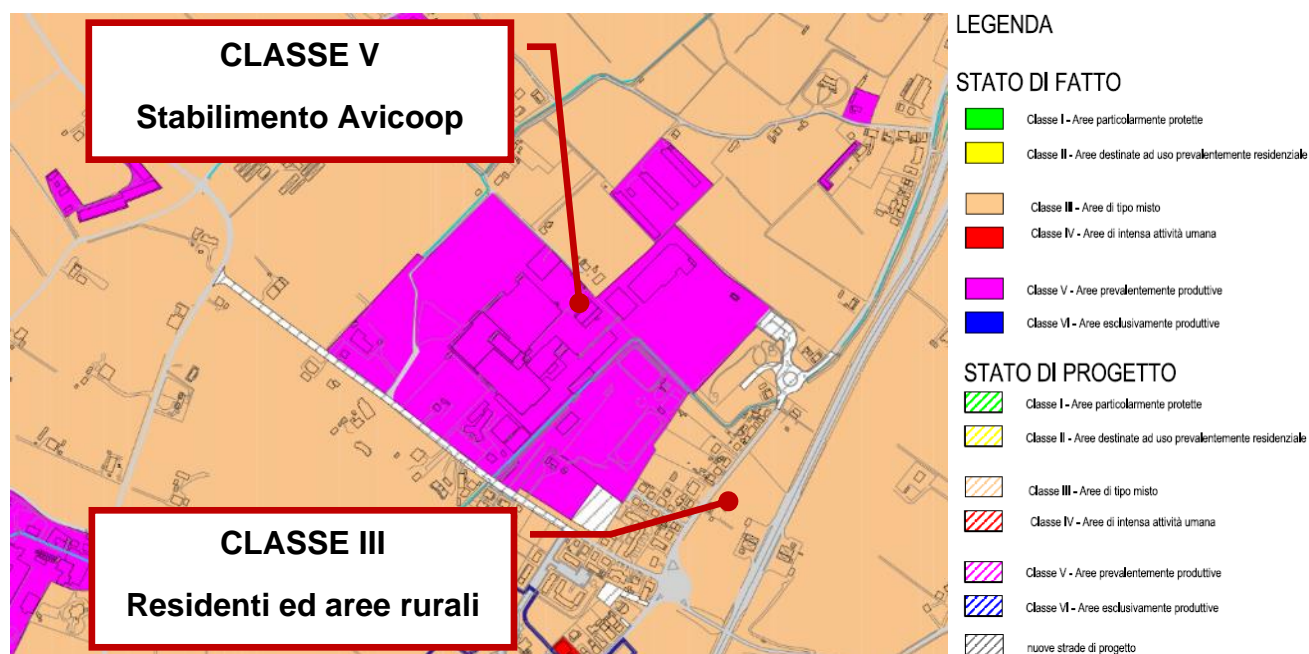 CLASSE V
Stabilimento Avicoop
CLASSE III
Residenti ed aree rurali
LEGENDA
STATO DI FATTO
Classe I - Aree particolarmente protette
Classe II - Aree destinate ad uso prevalentemente residenziale
Classe III - Aree di tipo misto
Classe IV - Aree di intensa attività umana
Classe V - Aree prevalentemente produttive
Classe VI - Aree esclusivamente produttive
STATO DI PROGETTO
Classe I - Aree particolarmente protette
Classe II - Aree destinate ad uso prevalentemente residenziale
Classe III - Aree di tipo misto
Classe IV - Aree di intensa attività umana
Classe V - Aree prevalentemente produttive
Classe VI - Aree esclusivamente produttive
nuove strade di progetto